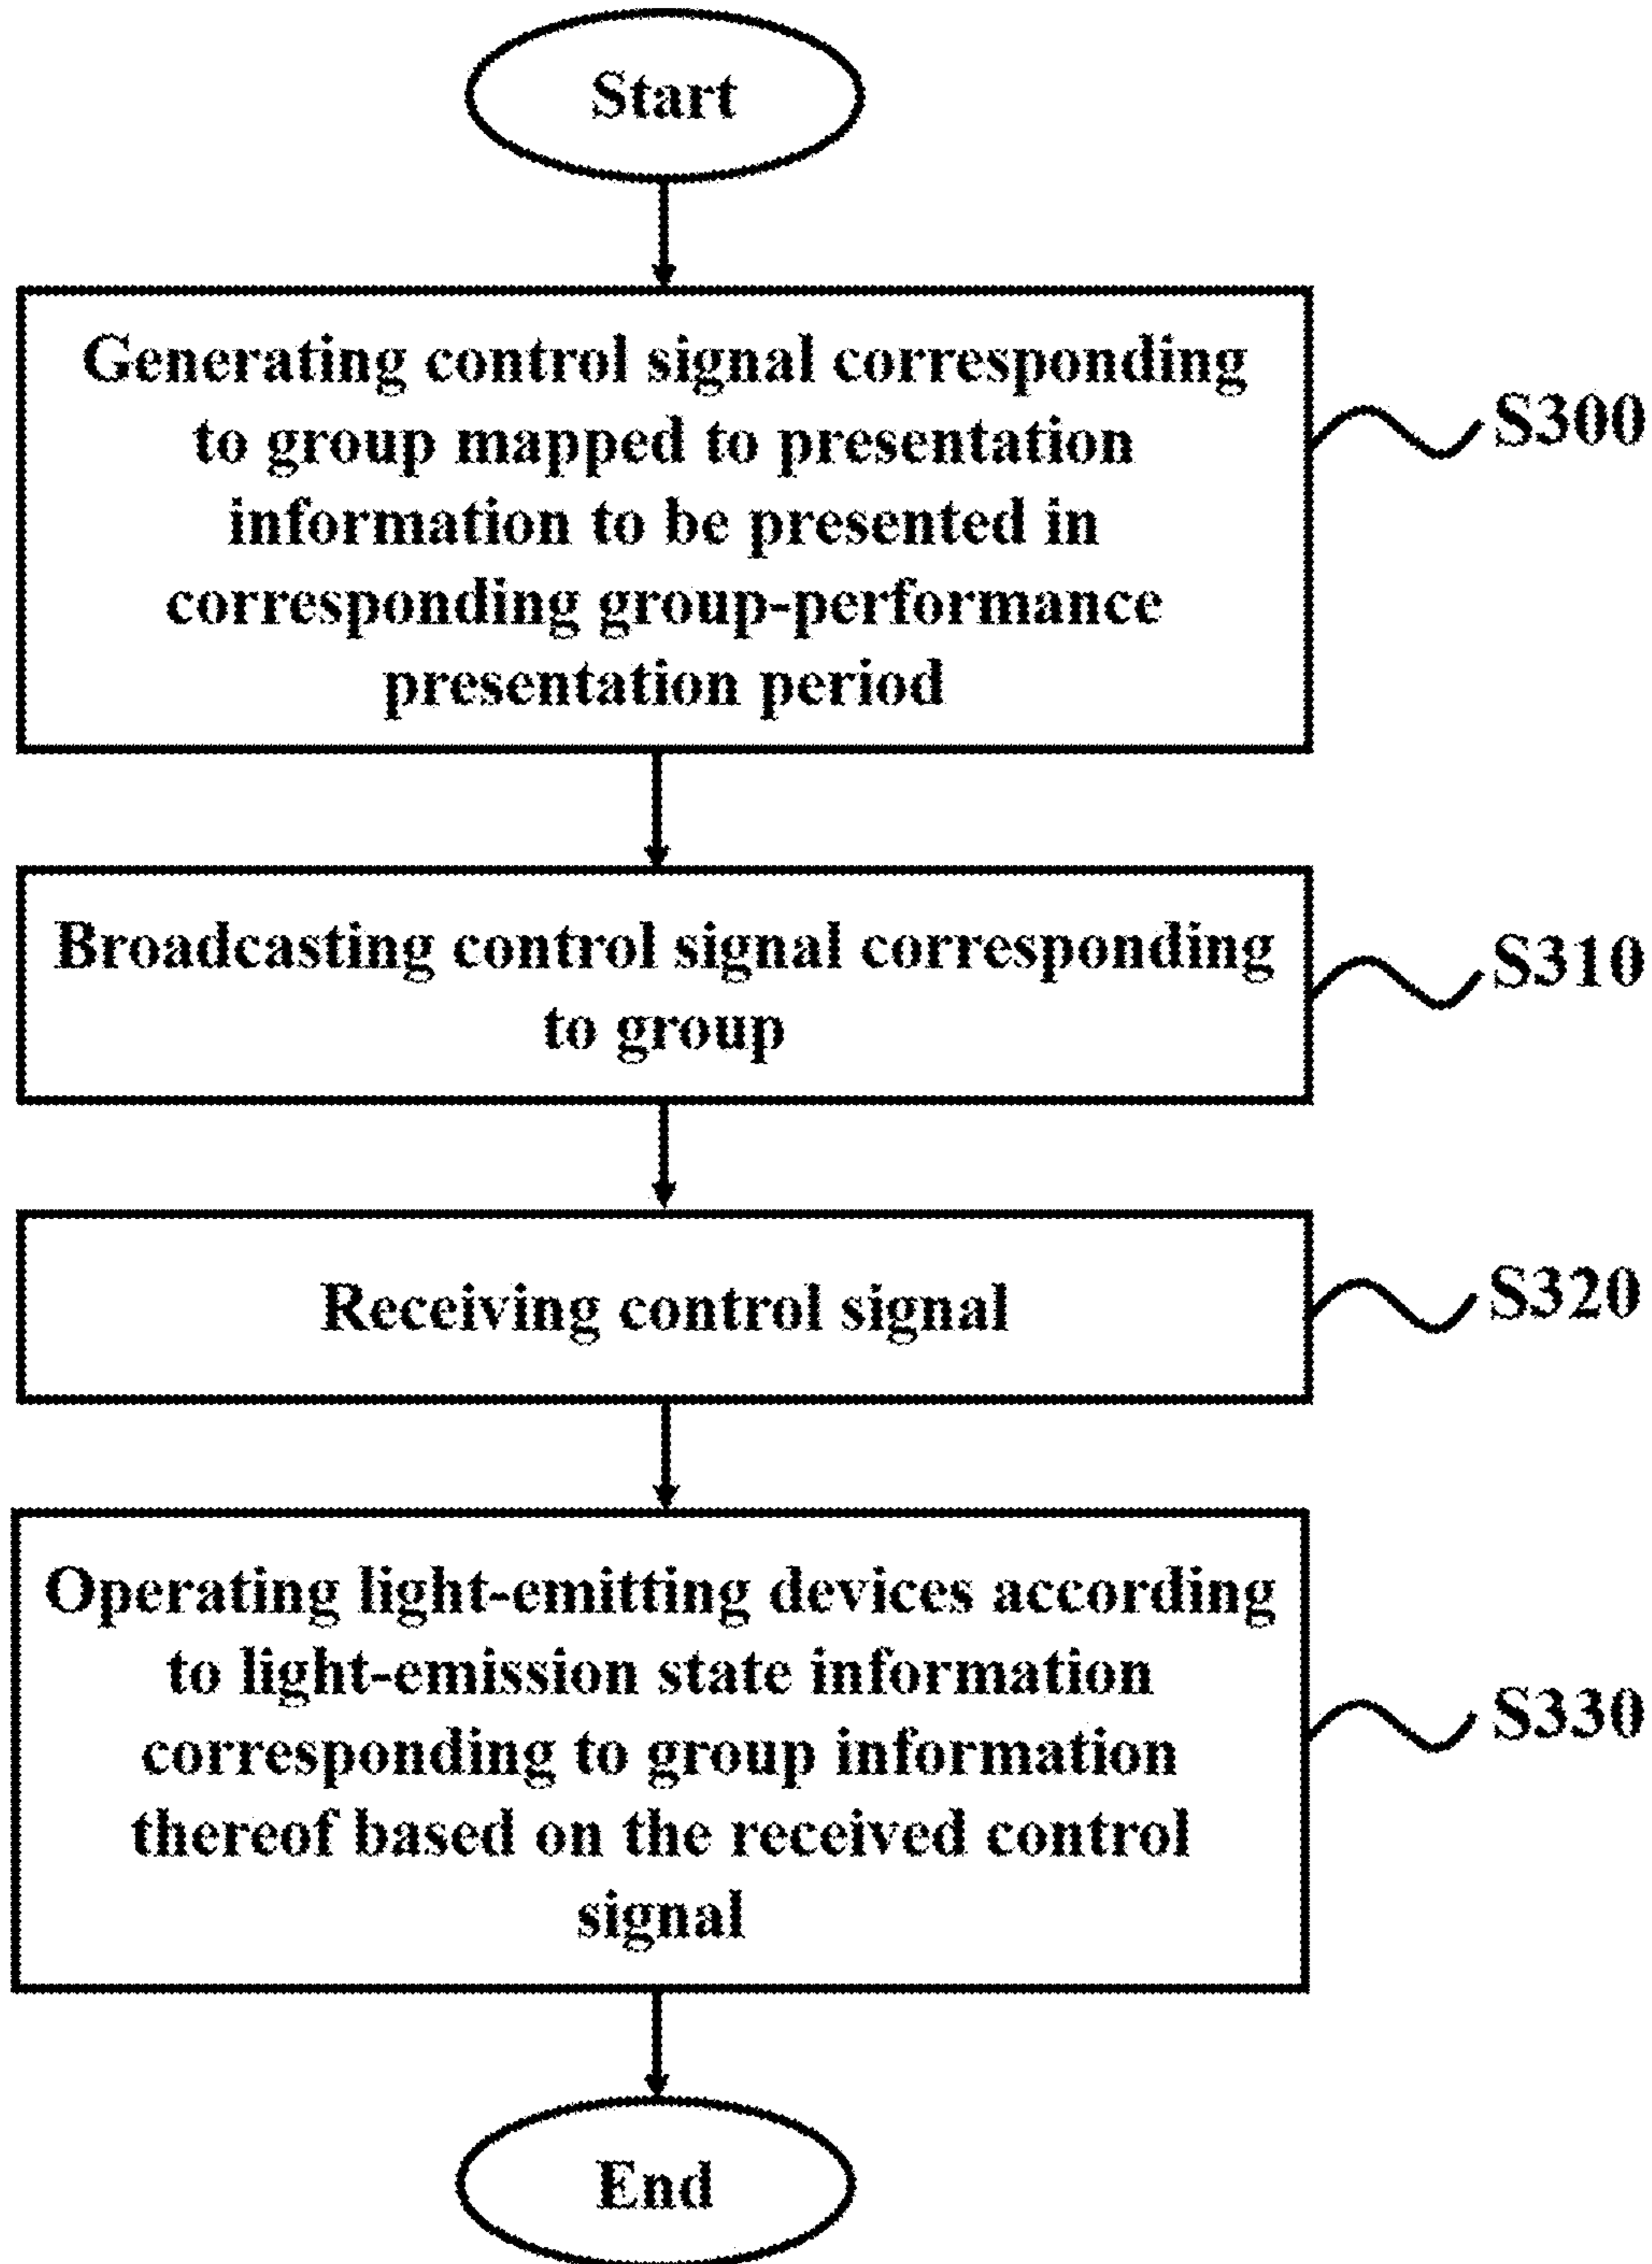 Start
Generating control signal corresponding
to group mapped to presentation
information to be presented in
corresponding group-performance
presentation period
S300
Broadcasting control signal corresponding
to group
S310
Receiving control signal
S320
Operating light-emitting devices according
to light-emission state information
corresponding to group information
thereof based on the received control
signal
S330
End